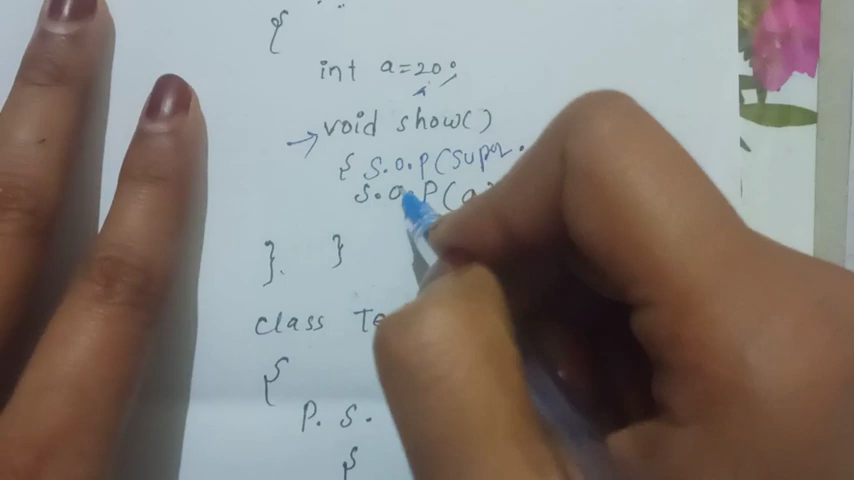 {
int a=20;
void show()
{ S.O.P(super.
S.O.P(a
} }
class Te
{
P. S.
{